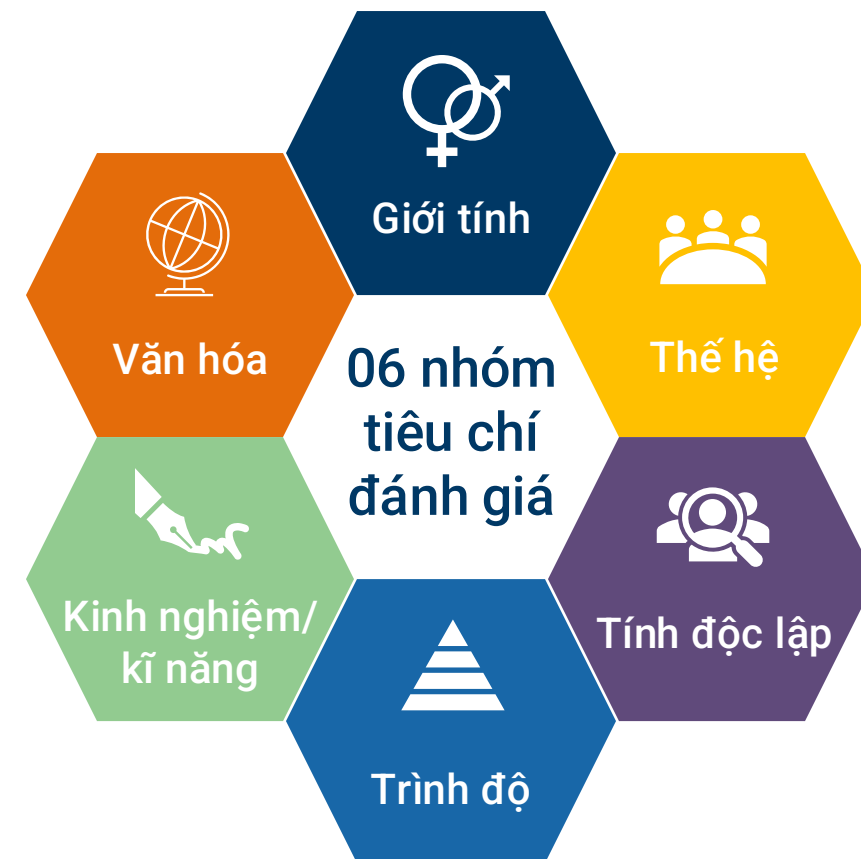 Giới tính
Văn hóa
Thế hệ
06 nhóm
tiêu chí
đánh giá
Kinh nghiệm/
kĩ năng
Tính độc lập
Trình độ